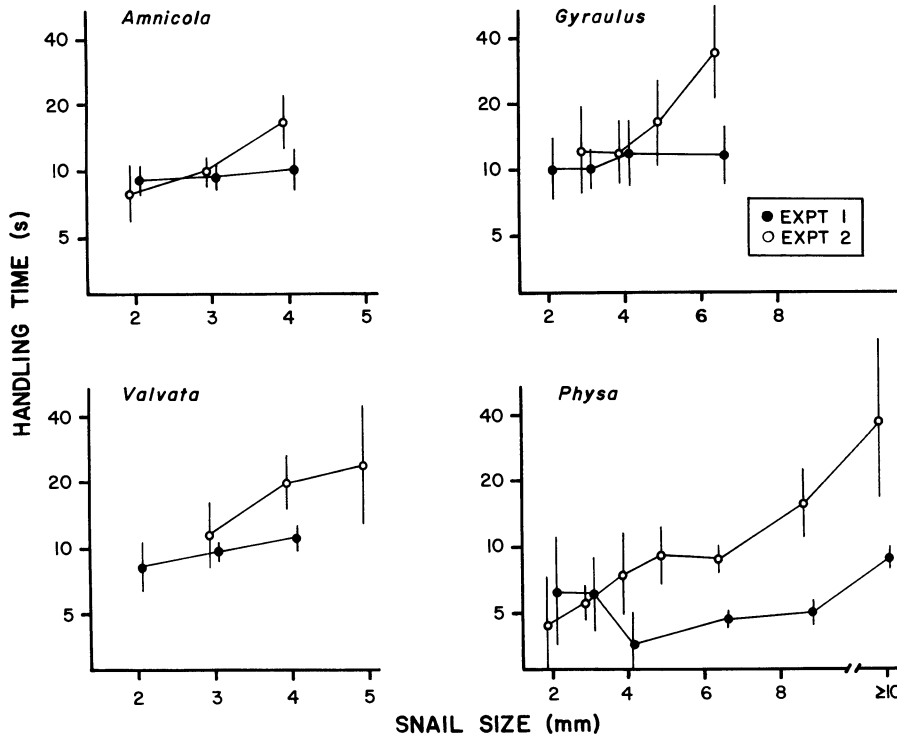 Amnicola
40
20
10
5
2 3 4 5
Gyraulus
40
20
10
5
2 4 6 8
● EXPT 1
○ EXPT 2
Valvata
40
20
10
5
2 3 4 5
Physa
40
20
10
5
2 4 6 8 ≥10
HANDLING TIME (s)
SNAIL SIZE (mm)